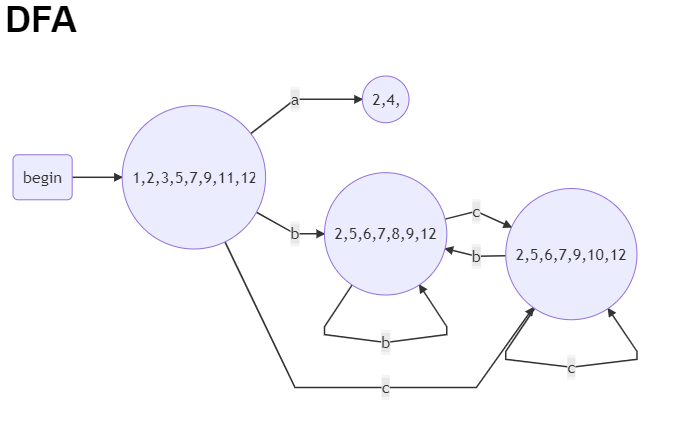 DFA
a
2,4,
begin
1,2,3,5,7,9,11,12
b
2,5,6,7,8,9,12
c
b
2,5,6,7,9,10,12
b
c
c